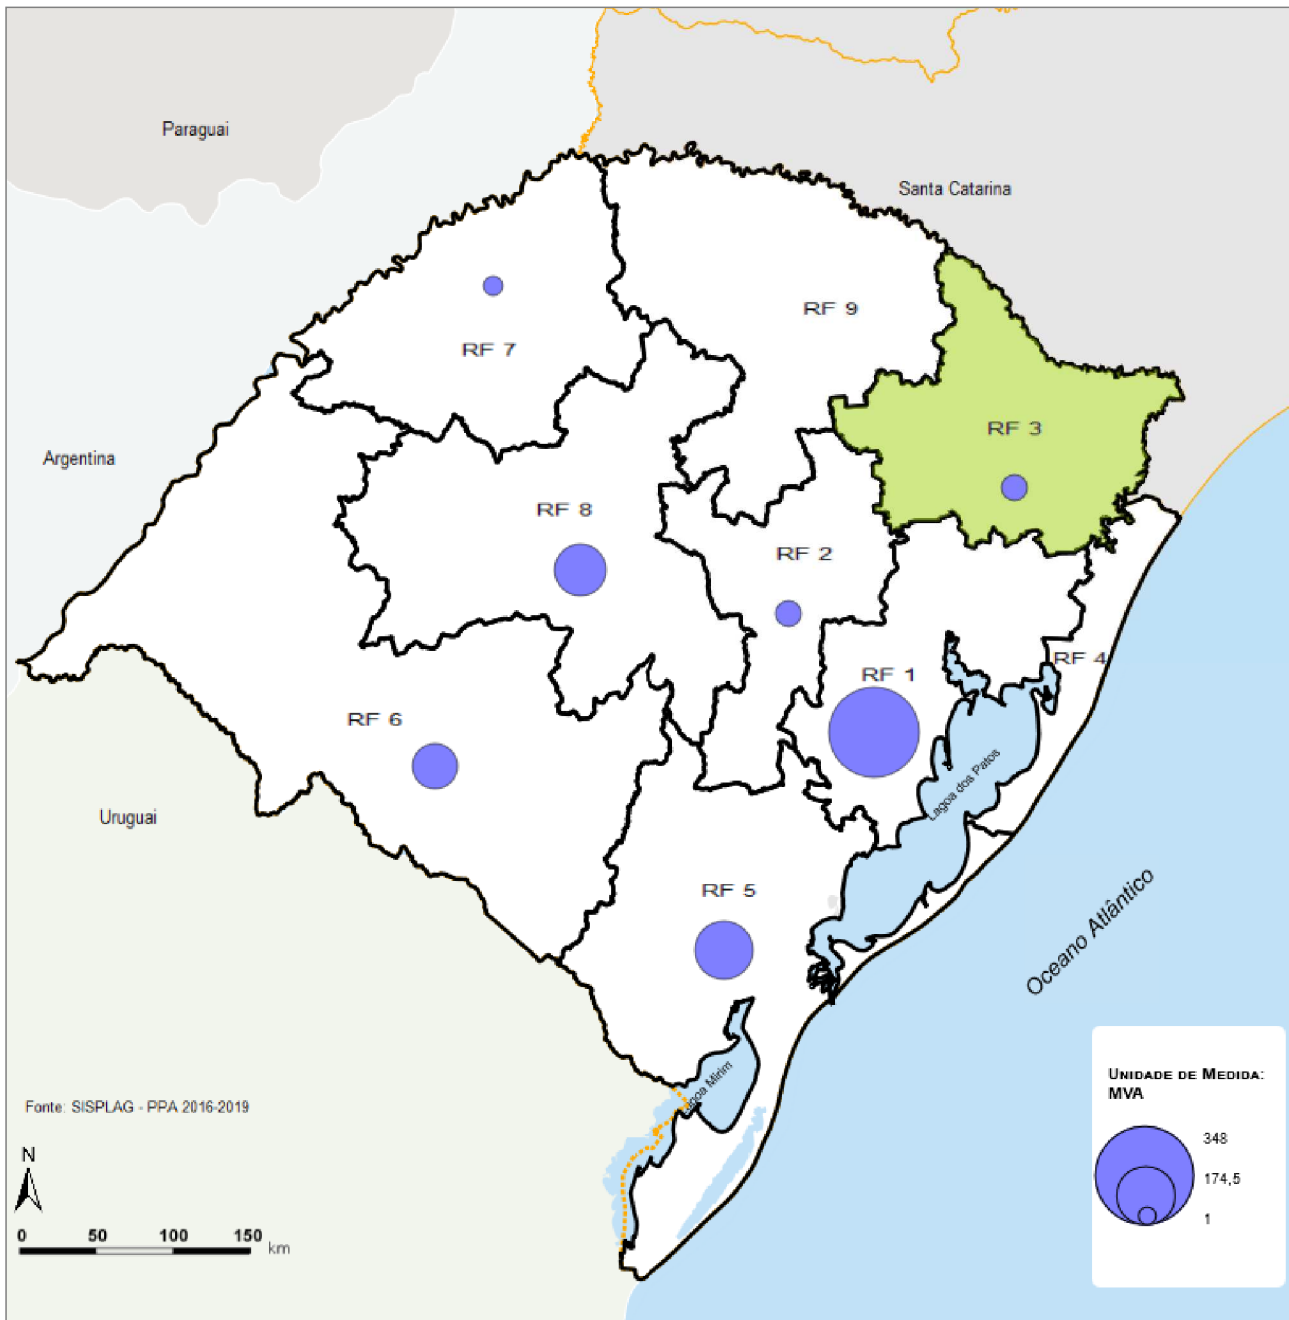 Paraguai
Santa Catarina
RF 9
RF 7
RF 3
Argentina
RF 8
RF 2
RF 4
RF 1
RF 6
Lagoa dos Patos
Uruguai
RF 5
Oceano Atlântico
Lagoa Mirim
Fonte: SISPLAG - PPA 2016-2019
N
0 50 100 150 km
UNIDADE DE MEDIDA:
MVA
348
174,5
1